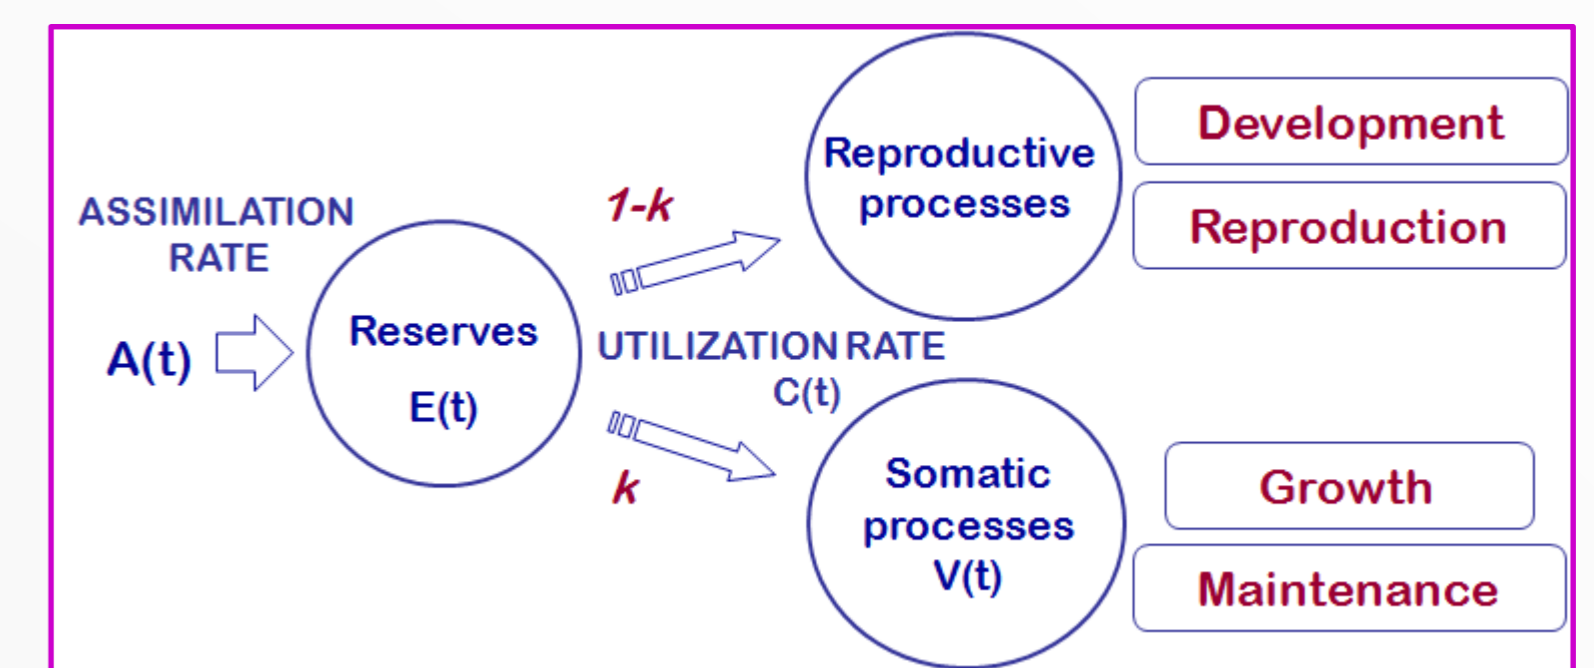 ASSIMILATION
RATE
A(t)
Reserves
E(t)
1-k
UTILIZATION RATE
C(t)
k
Reproductive
processes
Development
Reproduction
Somatic
processes
V(t)
Growth
Maintenance